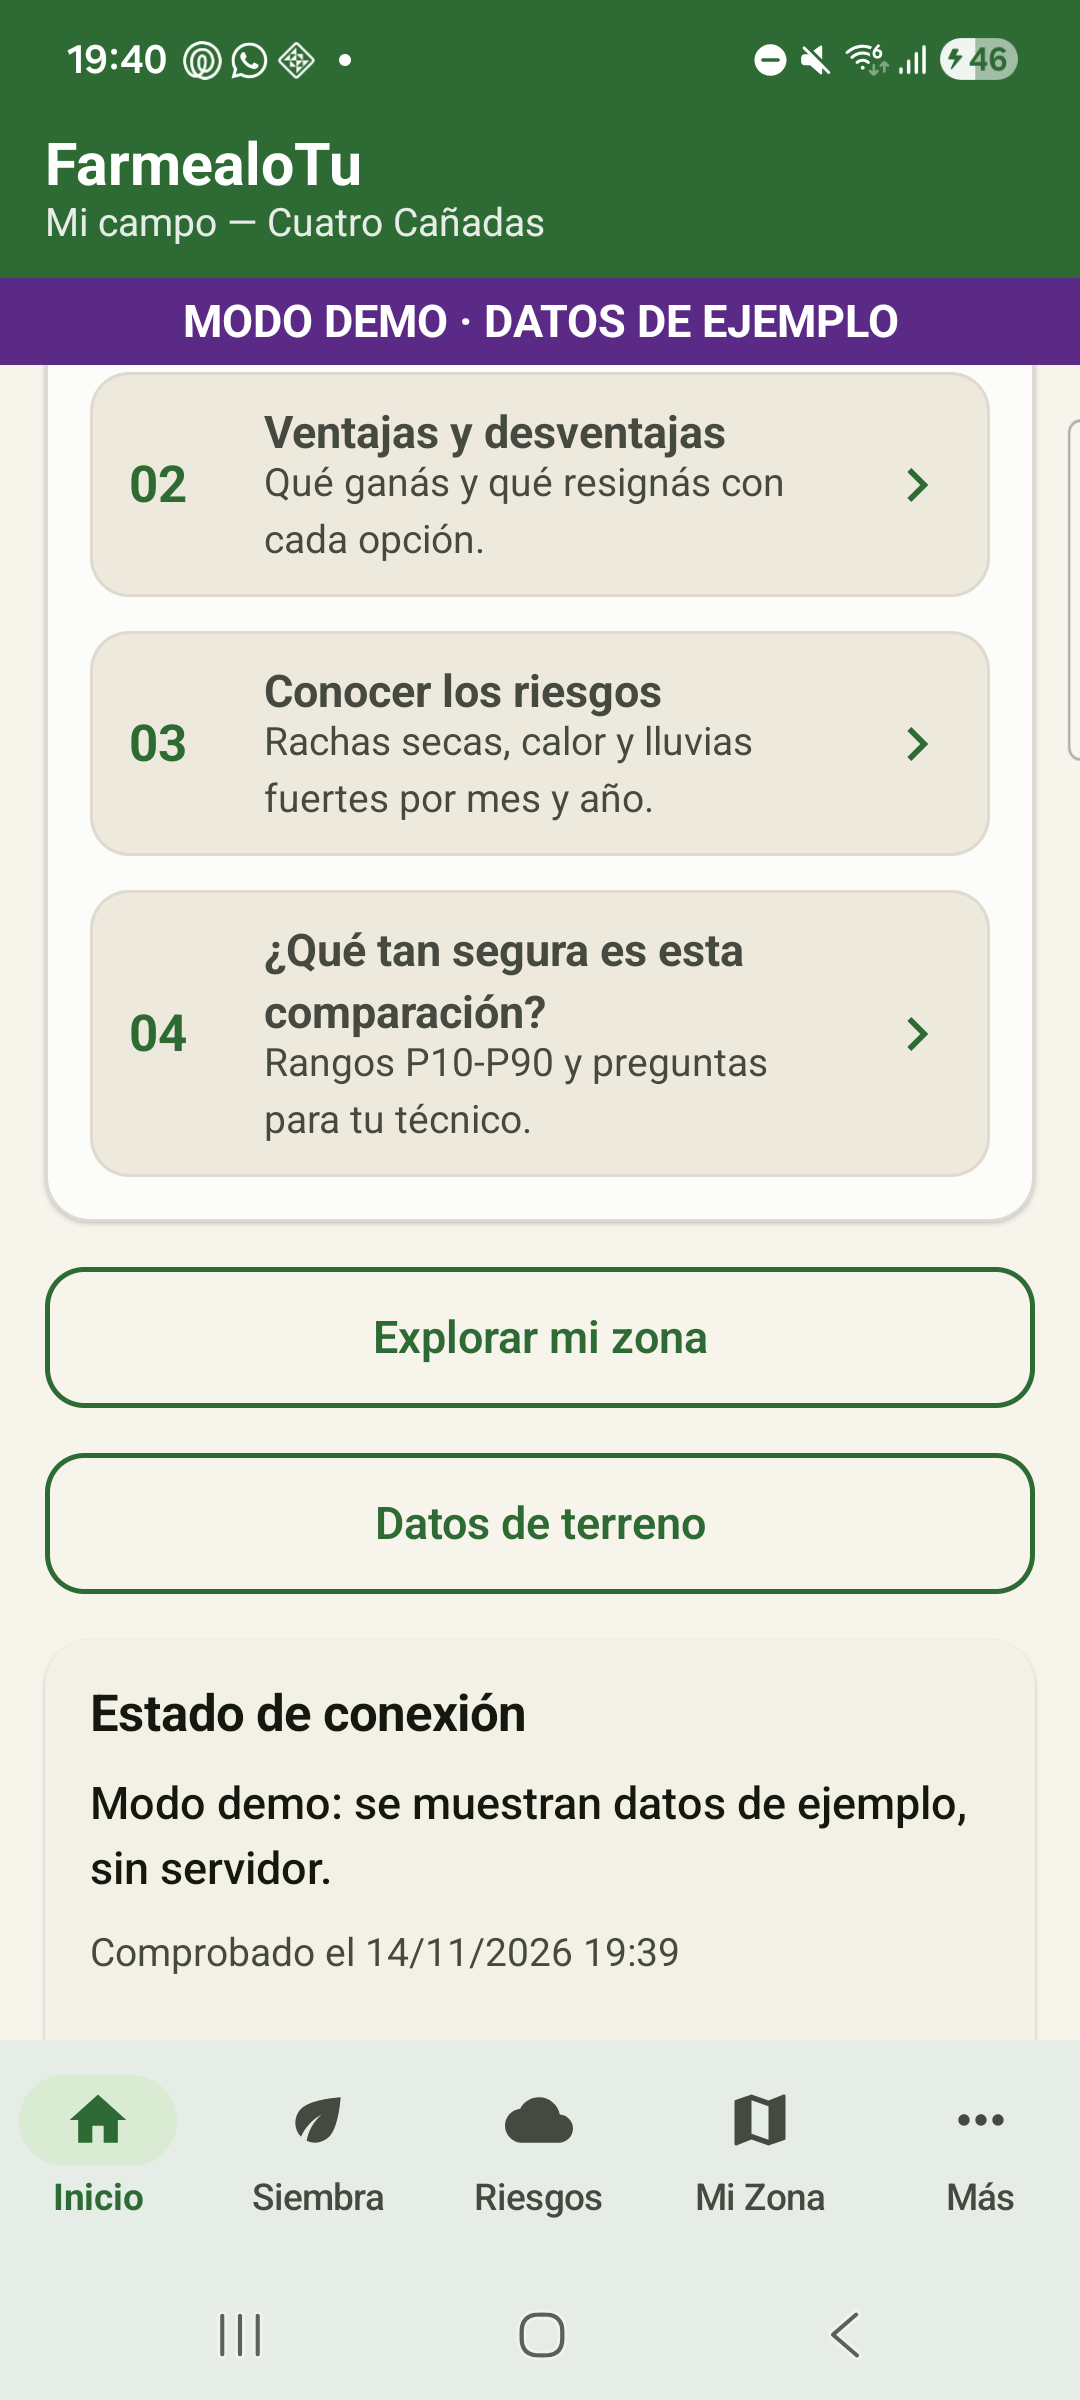 19:40
46
FarmealoTu
Mi campo — Cuatro Cañadas
MODO DEMO · DATOS DE EJEMPLO
02
Ventajas y desventajas
Qué ganás y qué resignás con
cada opción.
03
Conocer los riesgos
Rachas secas, calor y lluvias
fuertes por mes y año.
04
¿Qué tan segura es esta
comparación?
Rangos P10-P90 y preguntas
para tu técnico.
Explorar mi zona
Datos de terreno
Estado de conexión
Modo demo: se muestran datos de ejemplo,
sin servidor.
Comprobado el 14/11/2026 19:39
Inicio
Siembra
Riesgos
Mi Zona
Más